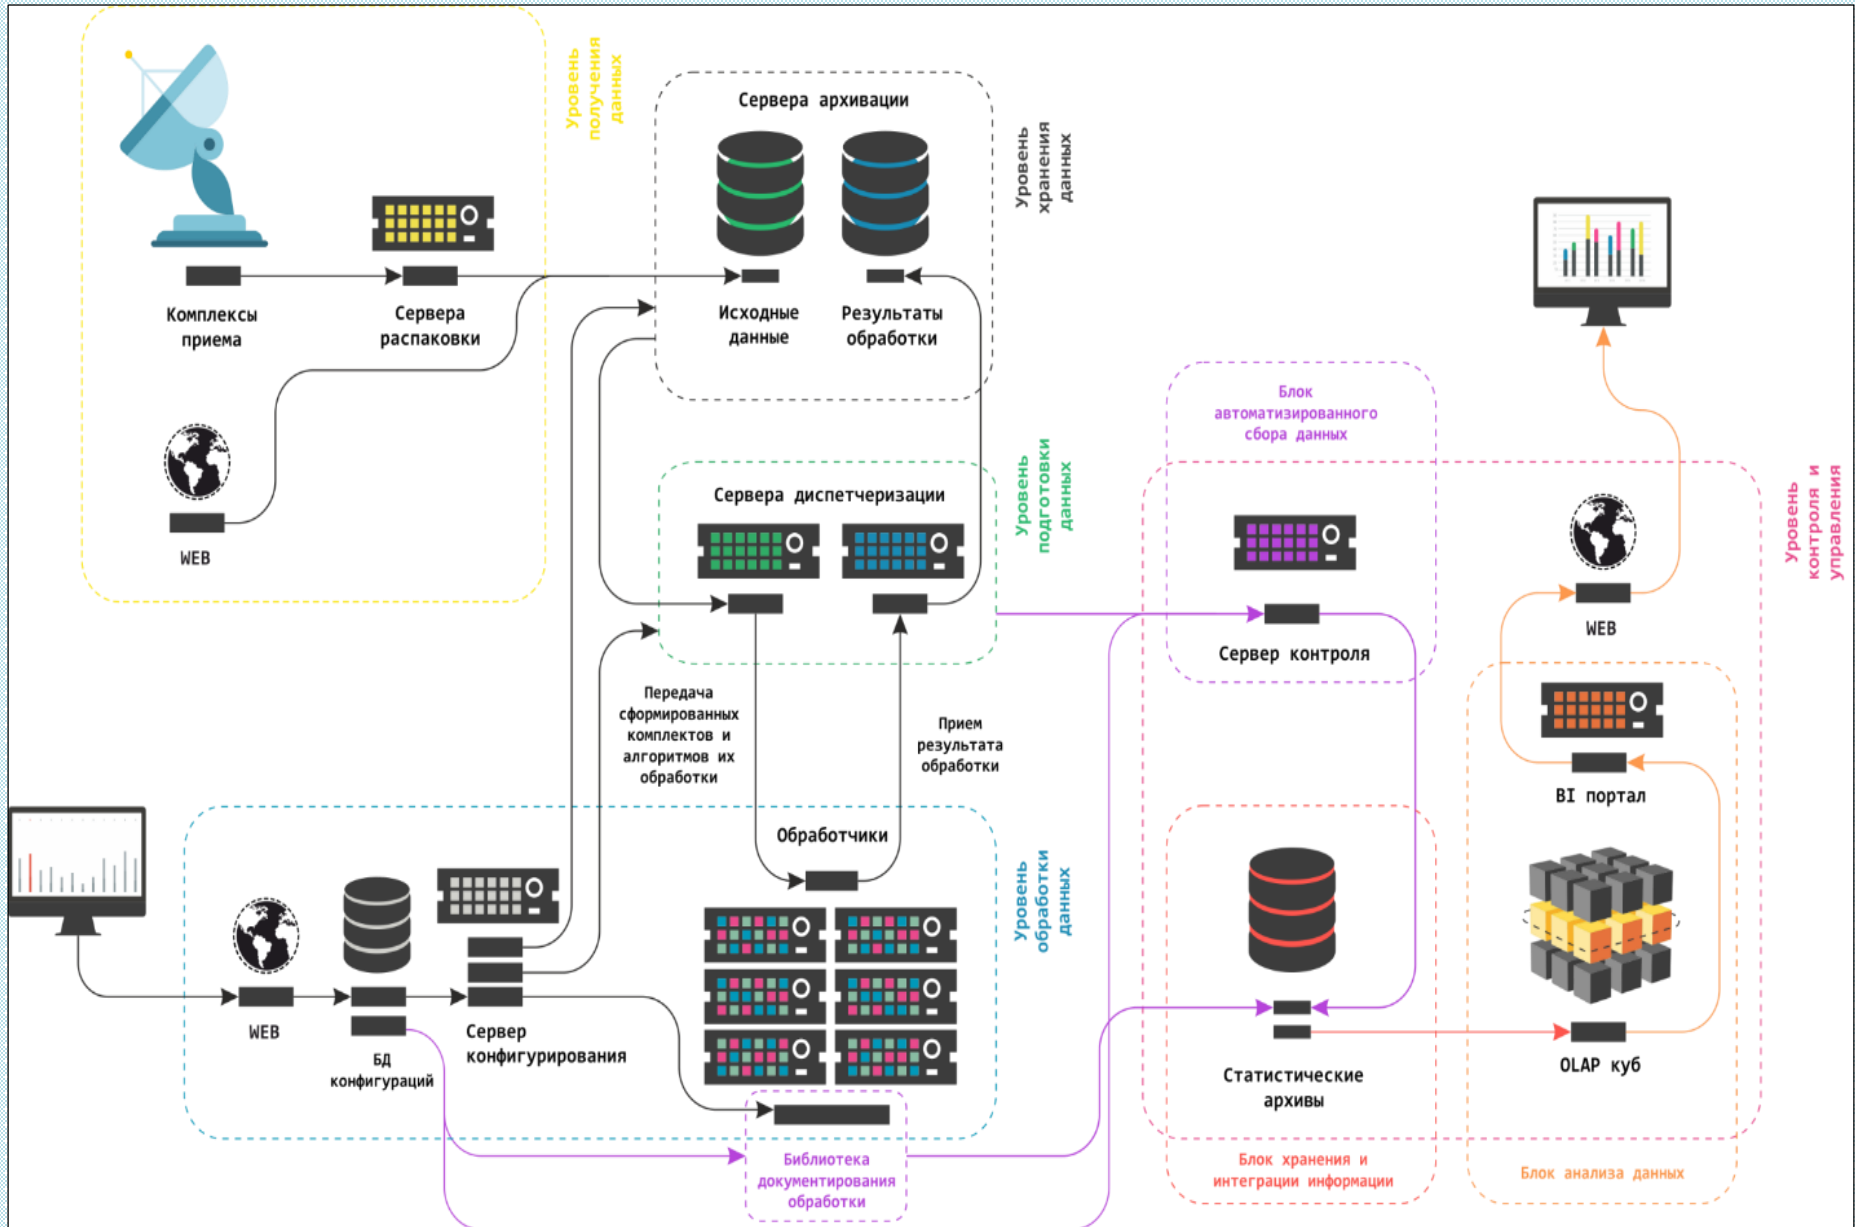 Уровень
получения
данных
Сервера архивации
Уровень
хранения
данных
Комплексы
приема
Сервера
распаковки
Исходные
данные
Результаты
обработки
WEB
Блок
автоматизированного
сбора данных
Сервера диспетчеризации
Уровень
подготовки
данных
Уровень
контроля и
управления
Сервер контроля
WEB
Передача
сформированных
комплектов и
алгоритмов их
обработки
Прием
результата
обработки
BI портал
Обработчики
Уровень
обработки
данных
WEB
БД
конфигураций
Сервер
конфигурирования
Статистические
архивы
OLAP куб
Библиотека
документирования
обработки
Блок хранения и
интеграции информации
Блок анализа данных